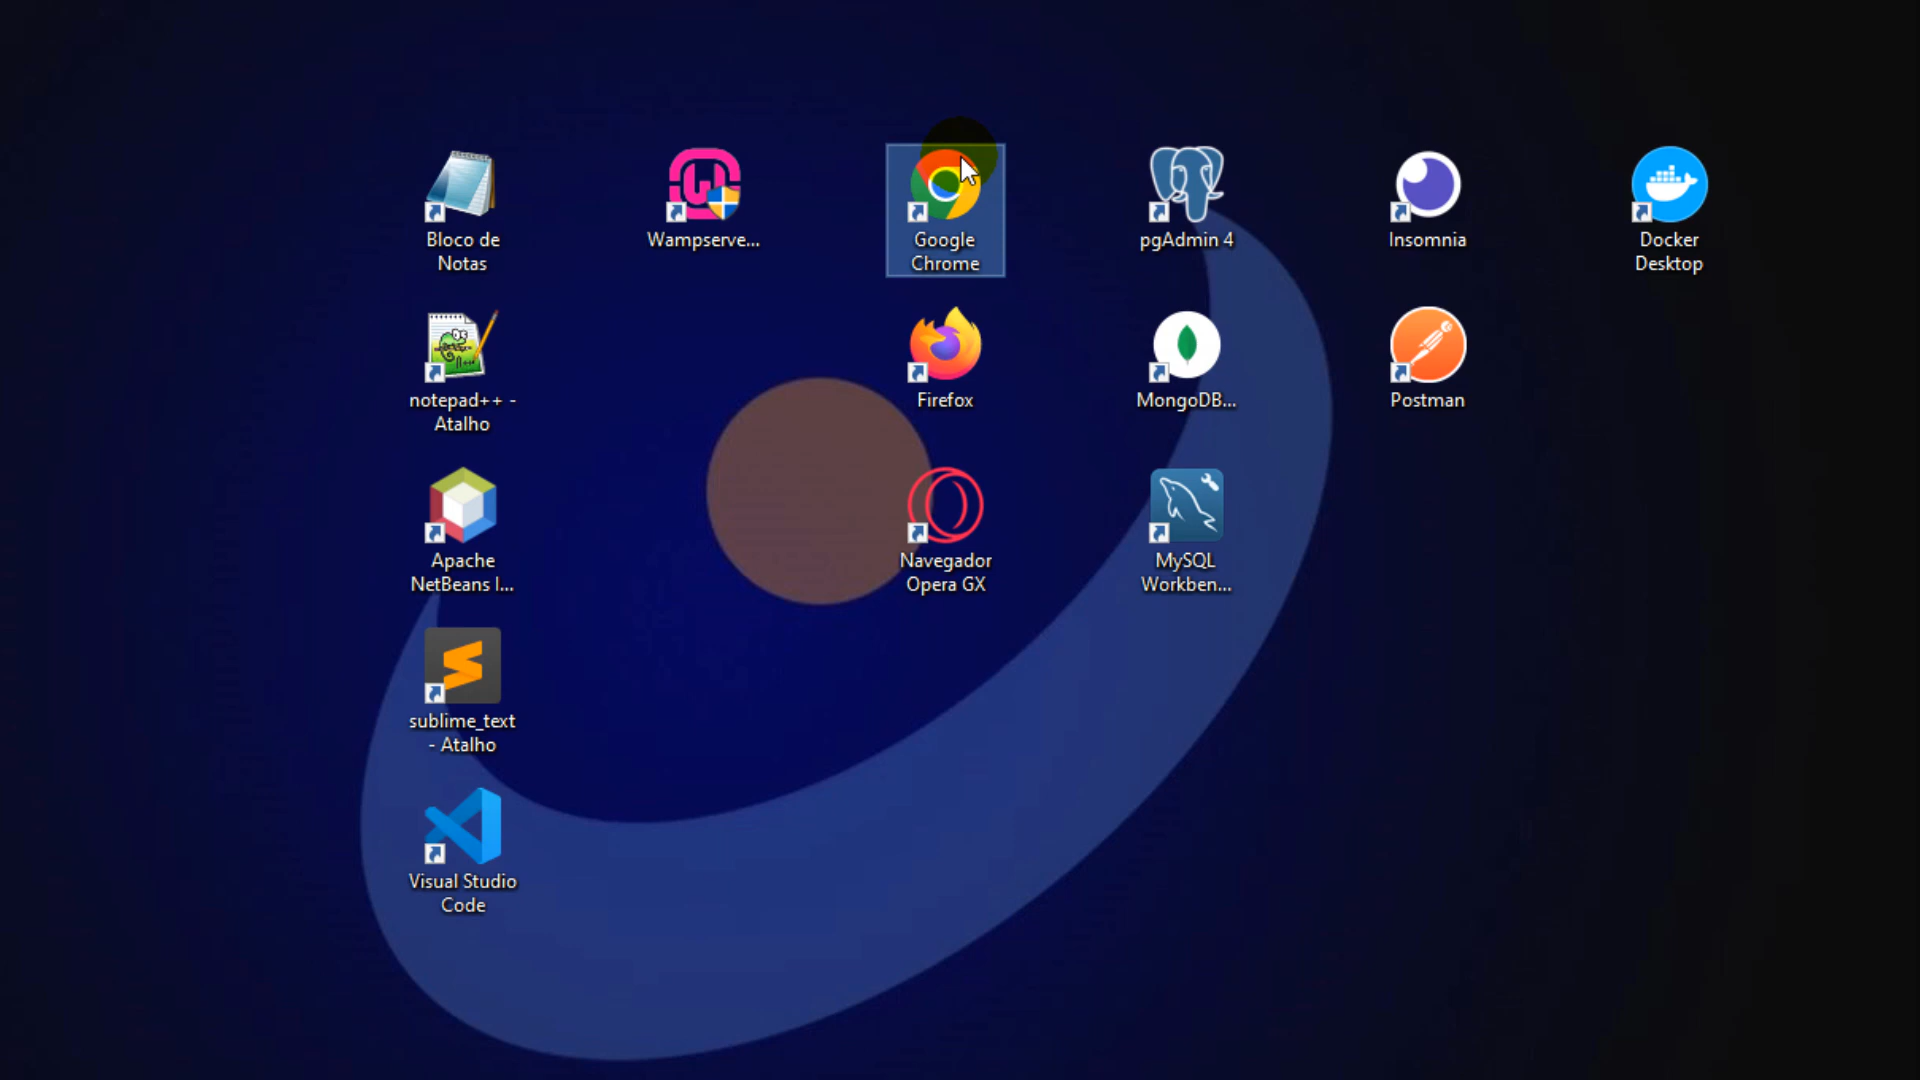 Bloco de
Notas
Wampserve...
Google
Chrome
pgAdmin 4
Insomnia
Docker
Desktop
notepad++ -
Atalho
Firefox
MongoDB...
Postman
Apache
NetBeans I...
Navegador
Opera GX
MySQL
Workben...
sublime_text
- Atalho
Visual Studio
Code